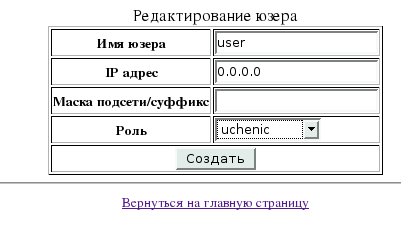 Редактирование юзера
Имя юзера user
IP адрес 0.0.0.0
Маска подсети/суффикс
Роль uchenic
Создать
Вернуться на главную страницу